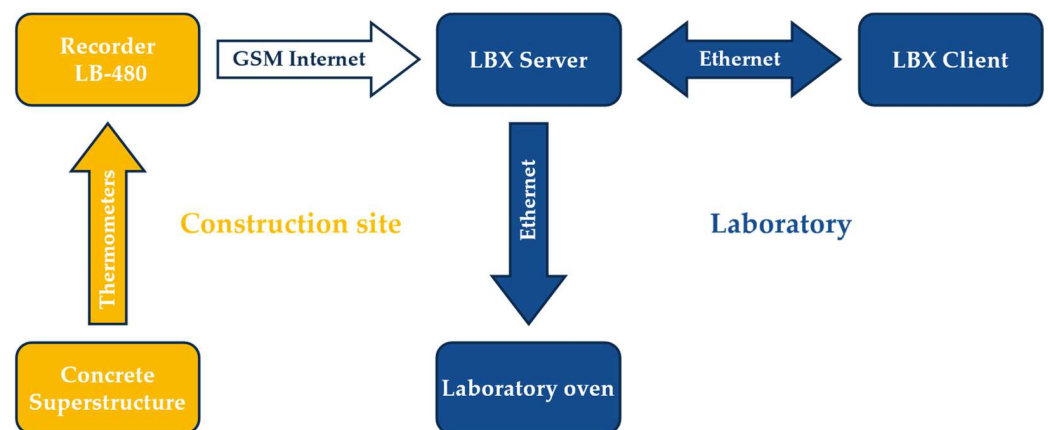 Recorder
LB-480
GSM Internet
LBX Server
Ethernet
LBX Client
Thermometers
Construction site
Ethernet
Laboratory
Concrete
Superstructure
Laboratory oven